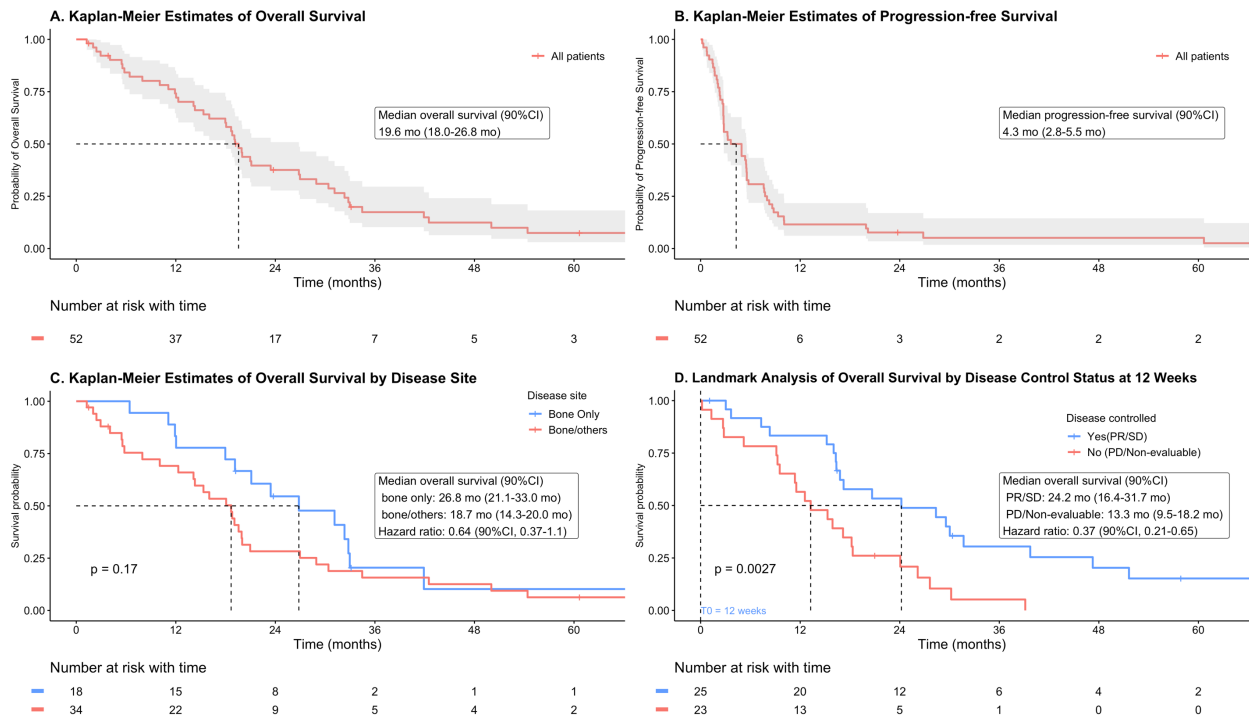 A. Kaplan-Meier Estimates of Overall Survival
Probability of Overall Survival
1.00
0.75
0.50
0.25
0.00
All patients
Median overall survival (90%CI)
19.6 mo (18.0-26.8 mo)
0 12 24 36 48 60
Time (months)
Number at risk with time
52 37 17 7 5 3
B. Kaplan-Meier Estimates of Progression-free Survival
Probability of Progression-free Survival
1.00
0.75
0.50
0.25
0.00
All patients
Median progression-free survival (90%CI)
4.3 mo (2.8-5.5 mo)
0 12 24 36 48 60
Time (months)
Number at risk with time
52 6 3 2 2 2
C. Kaplan-Meier Estimates of Overall Survival by Disease Site
Survival probability
1.00
0.75
0.50
0.25
0.00
Disease site
Bone Only
Bone/others
Median overall survival (90%CI)
bone only: 26.8 mo (21.1-33.0 mo)
bone/others: 18.7 mo (14.3-20.0 mo)
Hazard ratio: 0.64 (90%CI, 0.37-1.1)
p = 0.17
0 12 24 36 48 60
Time (months)
Number at risk with time
18 15 8 2 1 1
34 22 9 5 4 2
D. Landmark Analysis of Overall Survival by Disease Control Status at 12 Weeks
Survival probability
1.00
0.75
0.50
0.25
0.00
Disease controlled
Yes(PR/SD)
No (PD/Non-evaluable)
Median overall survival (90%CI)
PR/SD: 24.2 mo (16.4-31.7 mo)
PD/Non-evaluable: 13.3 mo (9.5-18.2 mo)
Hazard ratio: 0.37 (90%CI, 0.21-0.65)
p = 0.0027
T0 = 12 weeks
0 12 24 36 48 60
Time (months)
Number at risk with time
25 20 12 6 4 2
23 13 5 1 0 0